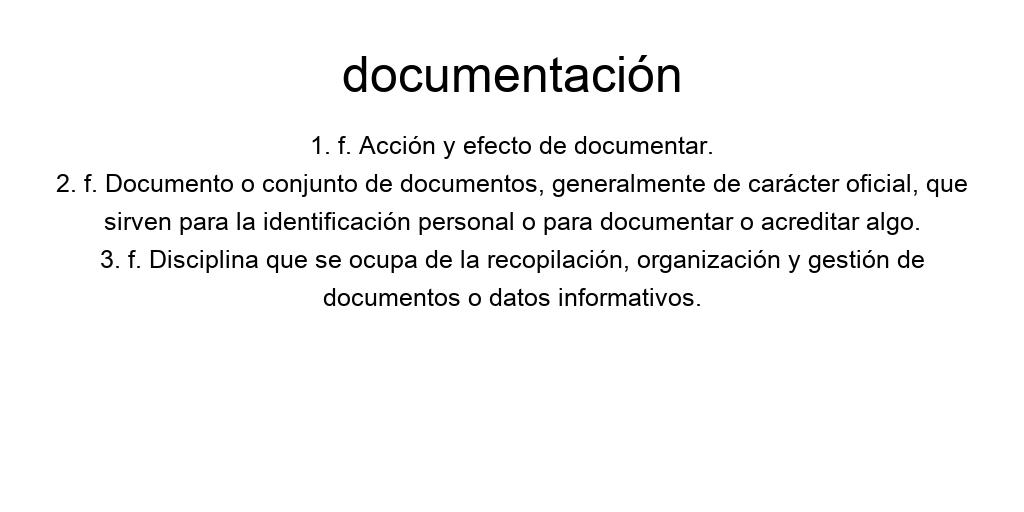 documentación
1. f. Acción y efecto de documentar.
2. f. Documento o conjunto de documentos, generalmente de carácter oficial, que
sirven para la identificación personal o para documentar o acreditar algo.
3. f. Disciplina que se ocupa de la recopilación, organización y gestión de
documentos o datos informativos.